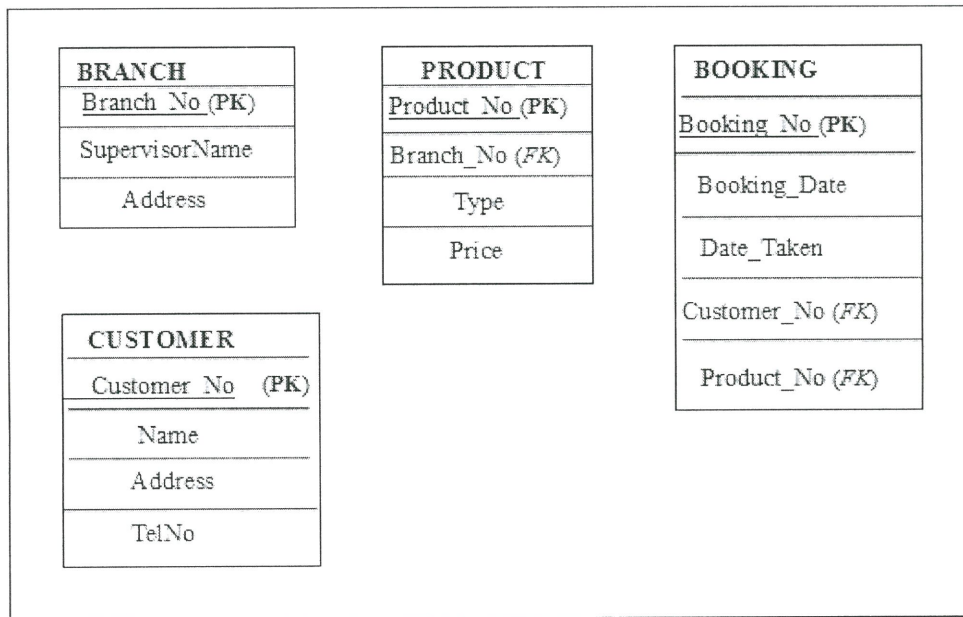 BRANCH
Branch_No (PK)
SupervisorName
Address
PRODUCT
Product_No (PK)
Branch_No (FK)
Type
Price
BOOKING
Booking_No (PK)
Booking_Date
Date_Taken
Customer_No (FK)
Product_No (FK)
CUSTOMER
Customer_No (PK)
Name
Address
TelNo